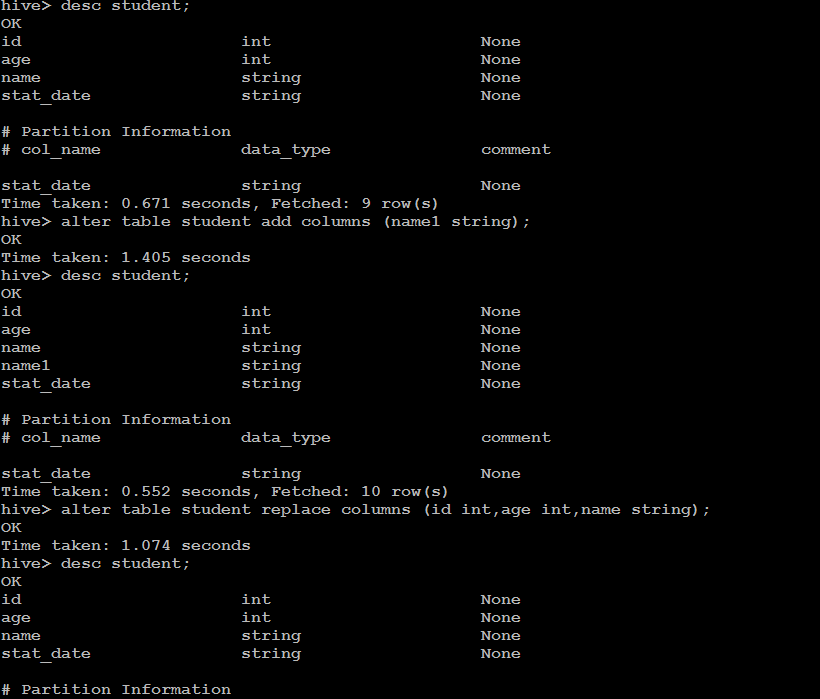 hive> desc student;
OK
id int None
age int None
name string None
stat_date string None
# Partition Information
# col_name data_type comment
stat_date string None
Time taken: 0.671 seconds, Fetched: 9 row(s)
hive> alter table student add columns (name1 string);
OK
Time taken: 1.405 seconds
hive> desc student;
OK
id int None
age int None
name string None
name1 string None
stat_date string None
# Partition Information
# col_name data_type comment
stat_date string None
Time taken: 0.552 seconds, Fetched: 10 row(s)
hive> alter table student replace columns (id int,age int,name string);
OK
Time taken: 1.074 seconds
hive> desc student;
OK
id int None
age int None
name string None
stat_date string None
# Partition Information